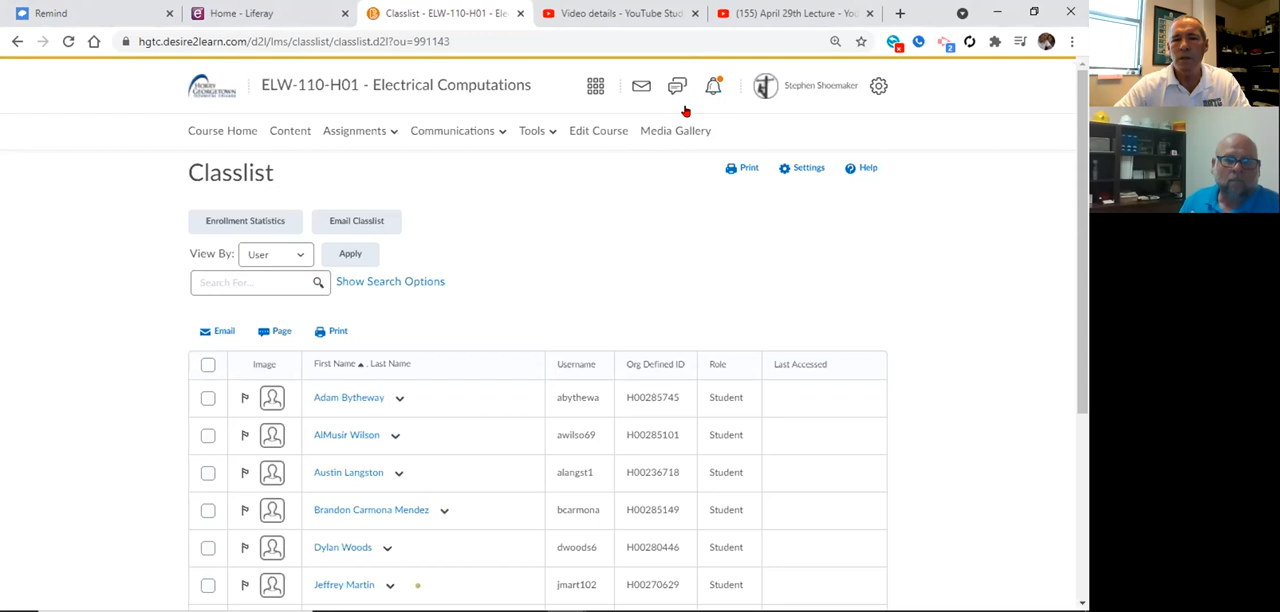 Remind
Home - Liferay
Classlist - ELW-110-H01 - Ele
Video details - YouTube Stud
(155) April 29th Lecture - You
hgtc.desire2learn.com/d2l/lms/classlist/classlist.d2l?ou=991143
2
ELW-110-H01 - Electrical Computations
Stephen Shoemaker
Course Home Content Assignments Communications Tools Edit Course Media Gallery
Classlist
Print Settings Help
Enrollment Statistics Email Classlist
View By: User Apply
Search For... Show Search Options
Email Page Print
Image First Name , Last Name Username Org Defined ID Role Last Accessed
Adam Bytheway abythewa H00285745 Student
AlMusir Wilson awilso69 H00285101 Student
Austin Langston alangst1 H00236718 Student
Brandon Carmona Mendez bcarmona H00285149 Student
Dylan Woods dwoods6 H00280446 Student
Jeffrey Martin jmart102 H00270629 Student